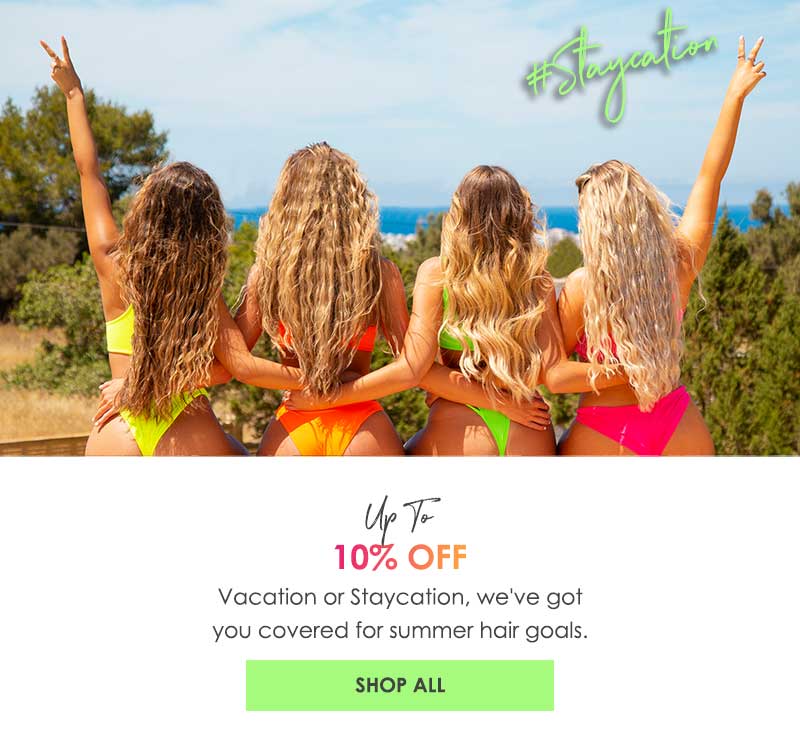 #Staycation
Up To
10% OFF
Vacation or Staycation, we've got
you covered for summer hair goals.
SHOP ALL